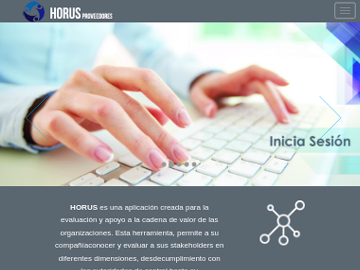 HORUS PROVEEDORES
Inicia Sesión
HORUS es una aplicación creada para la
evaluación y apoyo a la cadena de valor de las
organizaciones. Esta herramienta, permite a su
compañíaconocer y evaluar a sus stakeholders en
diferentes dimensiones, desdecumplimiento con